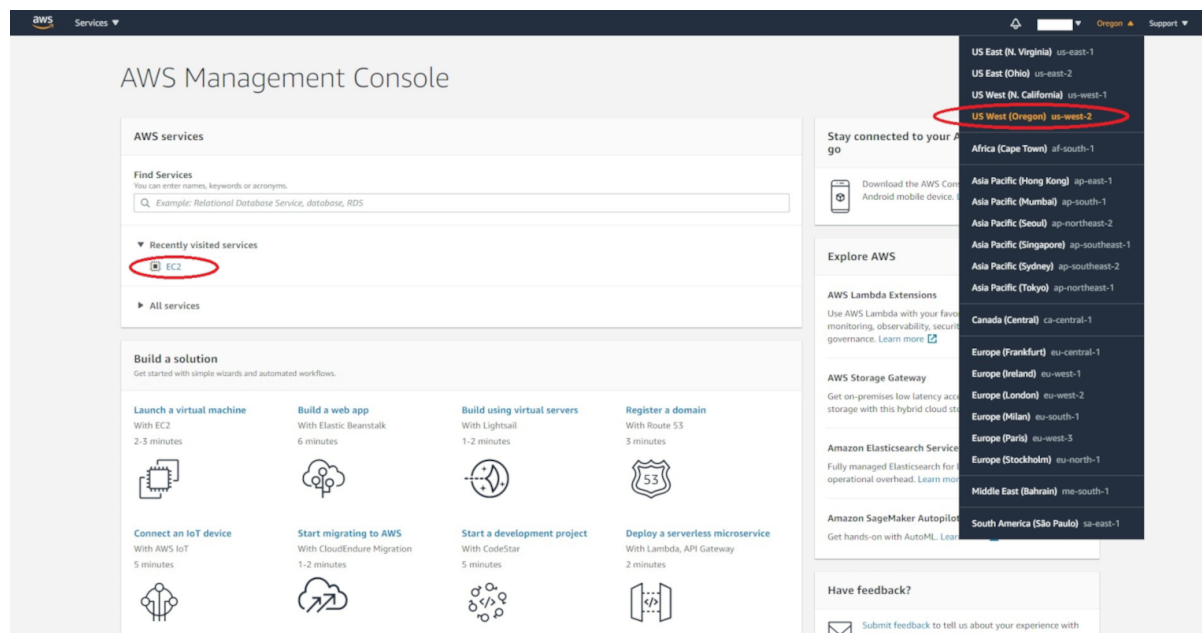 aws Services ▼ Oregon ▲ Support ▼
AWS Management Console
AWS services
Find Services
You can enter names, keywords or acronyms.
Example: Relational Database Service, database, RDS
▼ Recently visited services
EC2
▶ All services
Build a solution
Get started with simple wizards and automated workflows.
Launch a virtual machine
With EC2
2-3 minutes
Build a web app
With Elastic Beanstalk
6 minutes
Build using virtual servers
With Lightsail
1-2 minutes
Register a domain
With Route 53
3 minutes
53
Connect an IoT device
With AWS IoT
5 minutes
Start migrating to AWS
With CloudEndure Migration
1-2 minutes
Start a development project
With CodeStar
5 minutes
Deploy a serverless microservice
With Lambda, API Gateway
2 minutes
Stay connected to your A
go
Download the AWS Con
Android mobile device.
Explore AWS
AWS Lambda Extensions
Use AWS Lambda with your favo
monitoring, observability, securit
governance. Learn more
AWS Storage Gateway
Get on-premises low latency acce
storage with this hybrid cloud sto
Amazon Elasticsearch Service
Fully managed Elasticsearch for
operational overhead. Learn mor
Amazon SageMaker Autopilot
Get hands-on with AutoML. Lear
Have feedback?
Submit feedback to tell us about your experience with
US East (N. Virginia) us-east-1
US East (Ohio) us-east-2
US West (N. California) us-west-1
US West (Oregon) us-west-2
Africa (Cape Town) af-south-1
Asia Pacific (Hong Kong) ap-east-1
Asia Pacific (Mumbai) ap-south-1
Asia Pacific (Seoul) ap-northeast-2
Asia Pacific (Singapore) ap-southeast-1
Asia Pacific (Sydney) ap-southeast-2
Asia Pacific (Tokyo) ap-northeast-1
Canada (Central) ca-central-1
Europe (Frankfurt) eu-central-1
Europe (Ireland) eu-west-1
Europe (London) eu-west-2
Europe (Milan) eu-south-1
Europe (Paris) eu-west-3
Europe (Stockholm) eu-north-1
Middle East (Bahrain) me-south-1
South America (São Paulo) sa-east-1